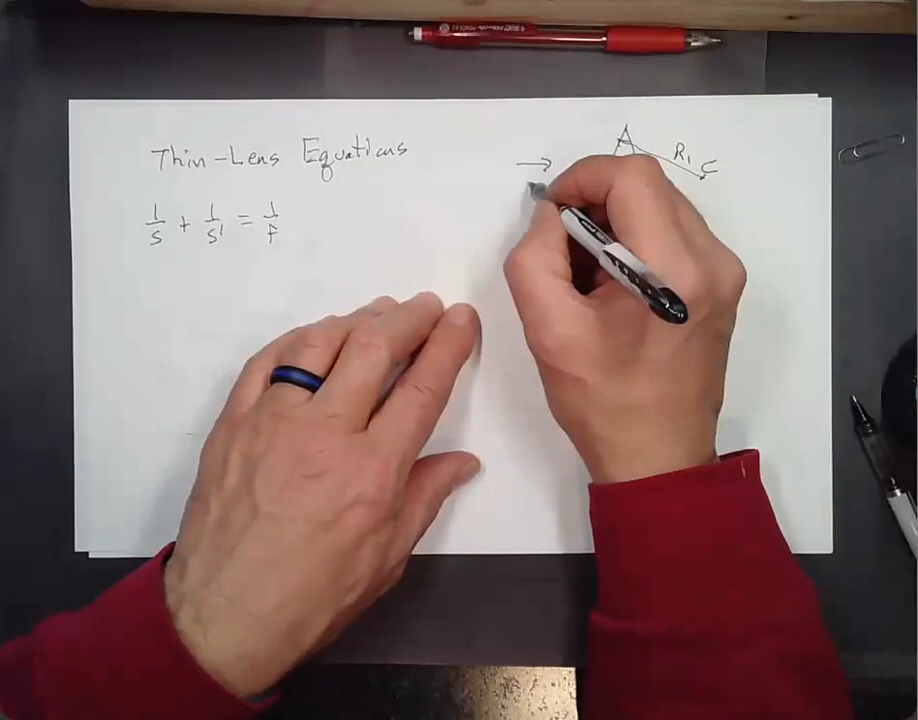 Thin-Lens Equations
1/s + 1/s' = 1/f
R₁ C